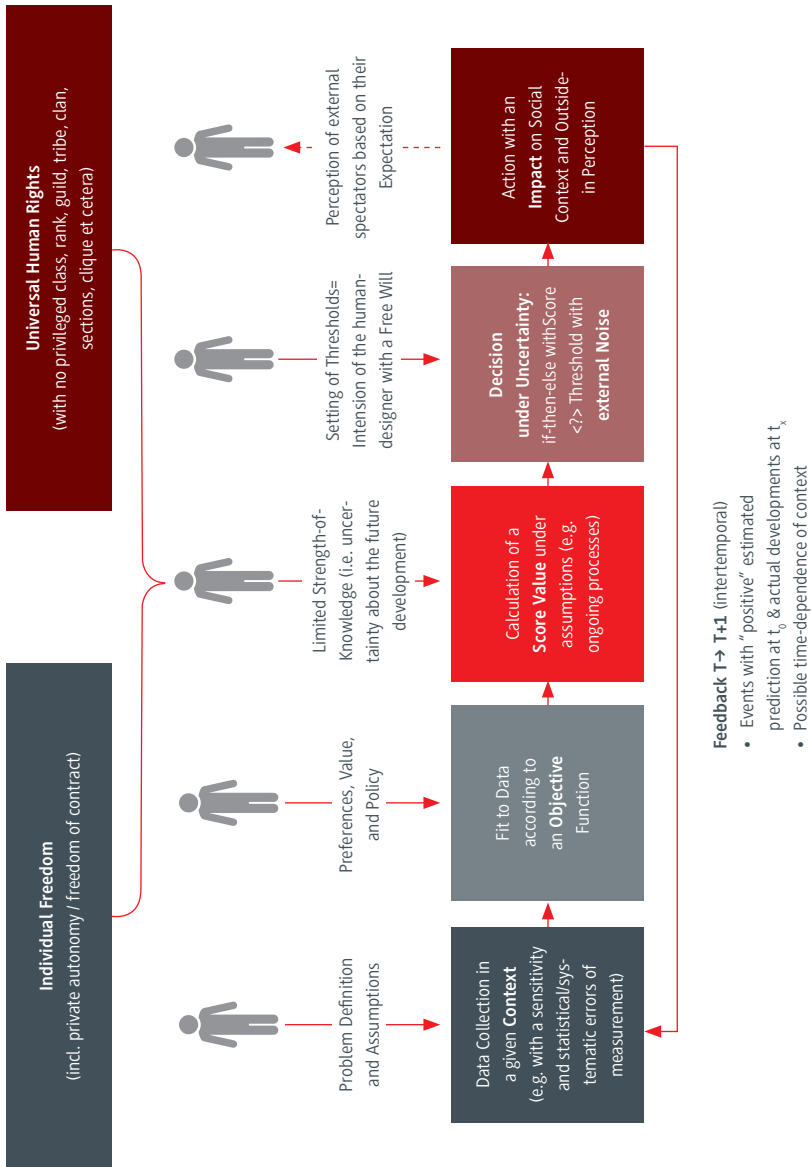 Individual Freedom
(incl. private autonomy / freedom of contract)
Universal Human Rights
(with no privileged class, rank, guild, tribe, clan,
sections, clique et cetera)
Problem Definition
and Assumptions
Preferences, Value,
and Policy
Limited Strength-of-
Knowledge (i.e. uncer-
tainty about the future
development)
Setting of Thresholds=
Intension of the human-
designer with a Free Will
Perception of external
spectators based on their
Expectation
Data Collection in
a given Context
(e.g. with a sensitivity
and statistical/sys-
tematic errors of
measurement)
Fit to Data
according to
an Objective
Function
Calculation of a
Score Value under
assumptions (e.g.
ongoing processes)
Decision
under Uncertainty:
if-then-else withScore
<?> Threshold with
external Noise
Action with an
Impact on Social
Context and Outside-
in Perception
Feedback T→ T+1 (intertemporal)
• Events with "positive" estimated
prediction at t₀ & actual developments at tₓ
• Possible time-dependence of context